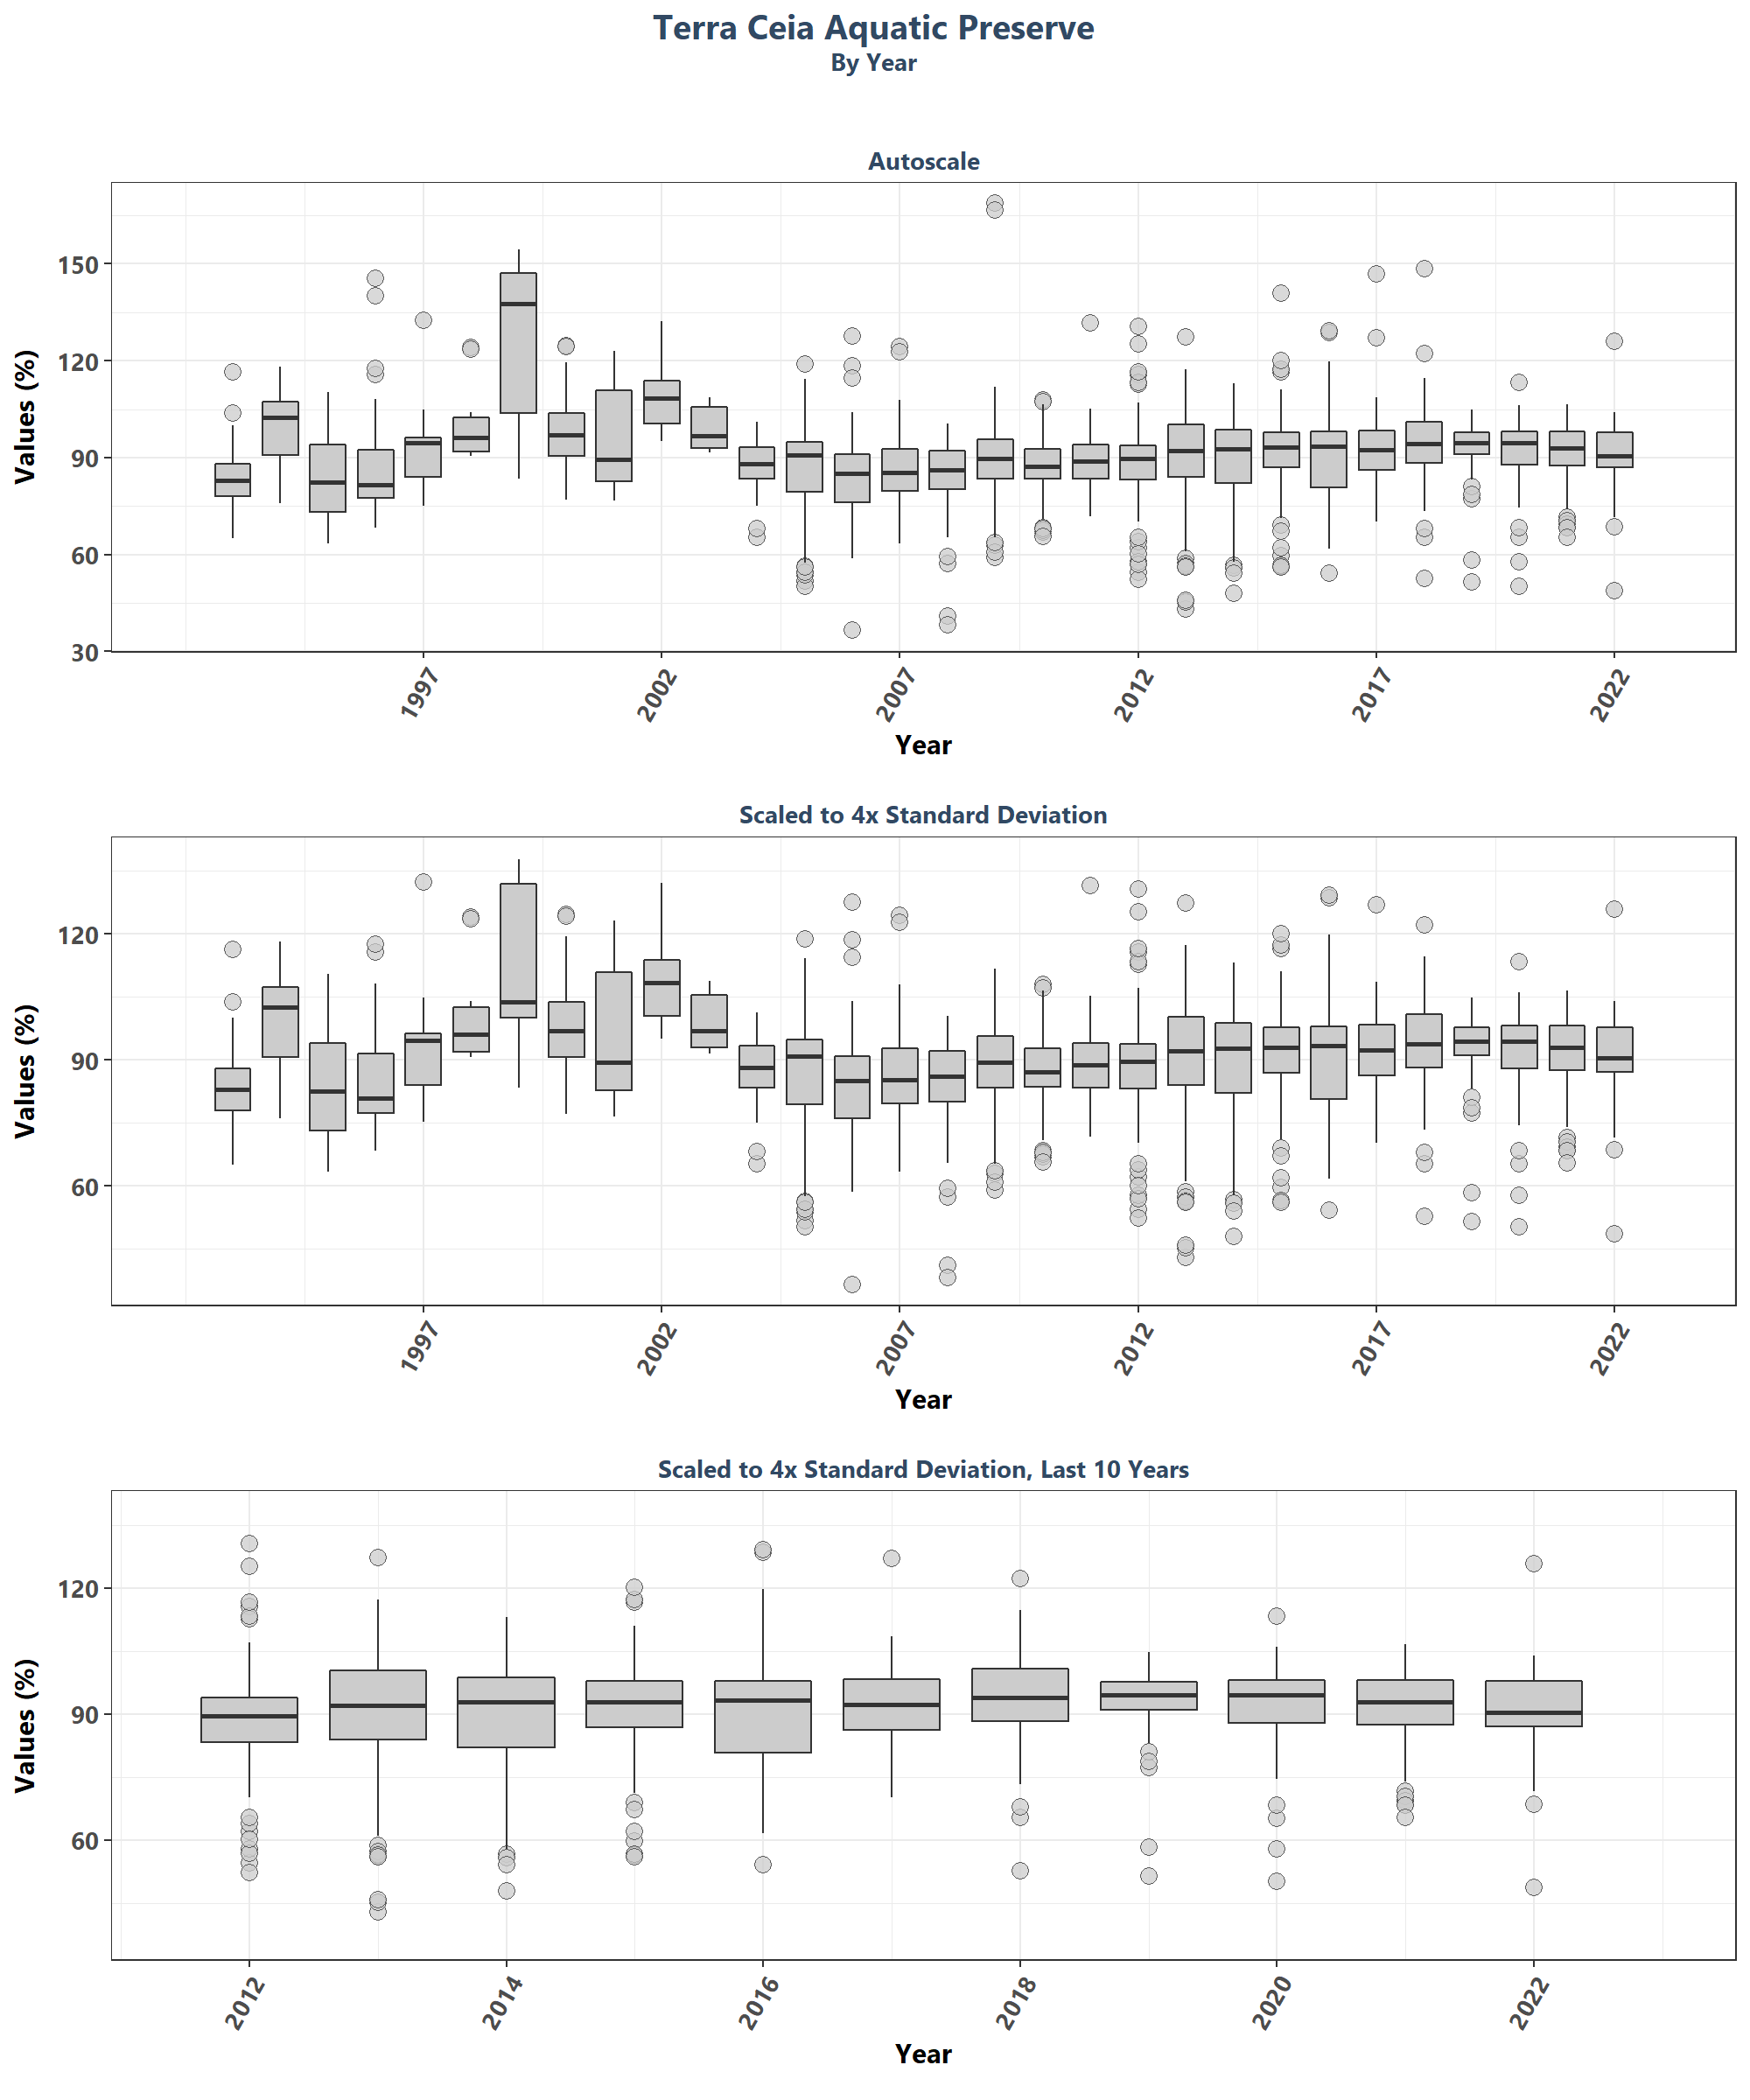 Terra Ceia Aquatic Preserve
By Year
Autoscale
Values (%)
150
120
90
60
30
1997
2002
2007
2012
2017
2022
Year
Scaled to 4x Standard Deviation
Values (%)
120
90
60
1997
2002
2007
2012
2017
2022
Year
Scaled to 4x Standard Deviation, Last 10 Years
Values (%)
120
90
60
2012
2014
2016
2018
2020
2022
Year